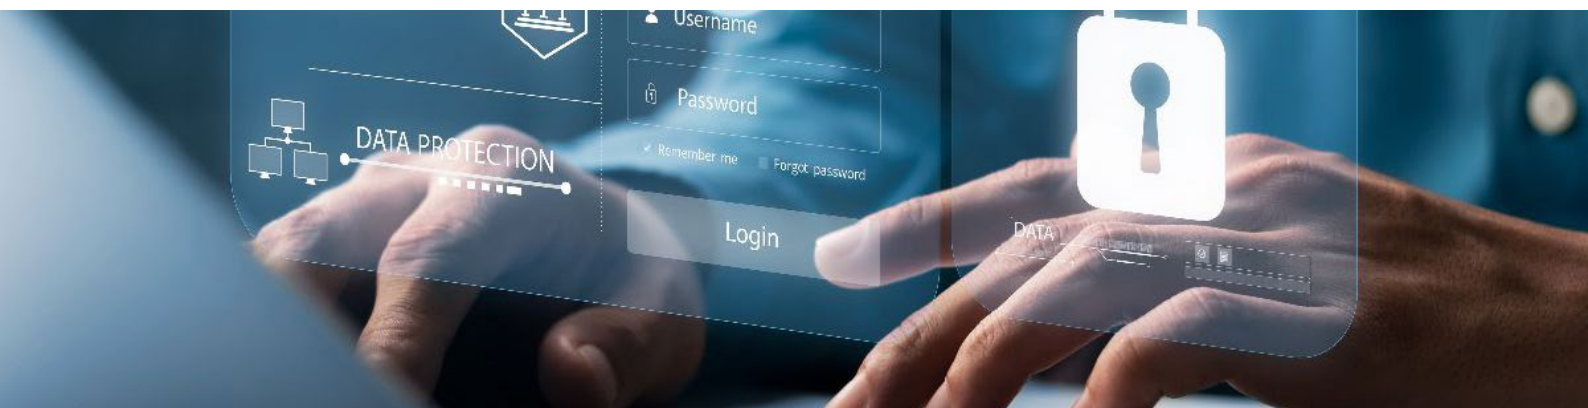 Username
Password
Remember me
Forgot password
Login
DATA PROTECTION
DATA